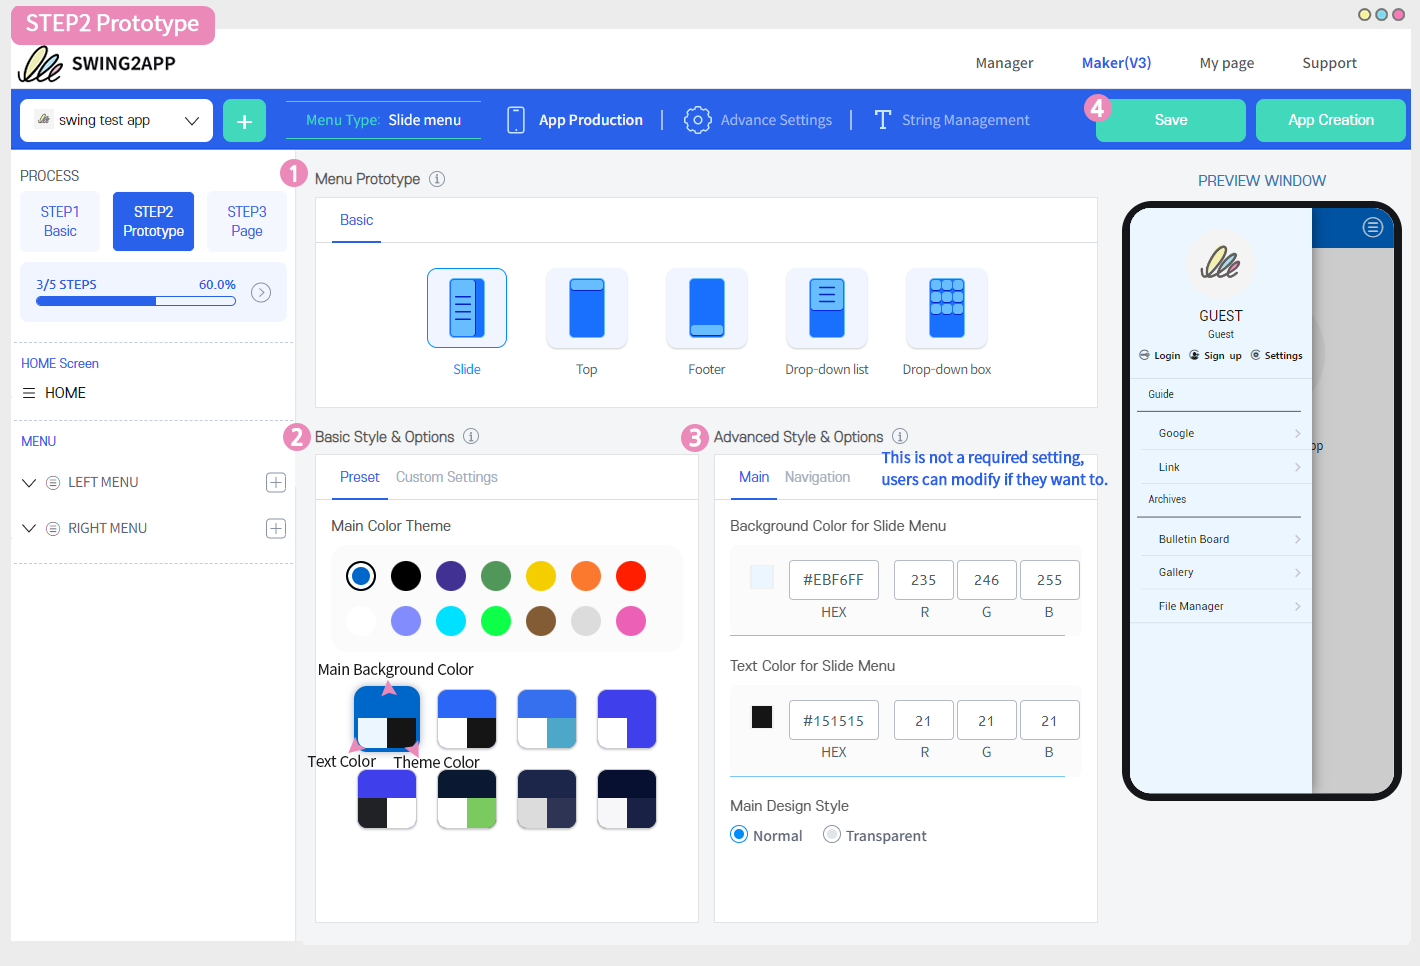 STEP2 Prototype
SWING2APP
Manager
Maker(V3)
My page
Support
swing test app
+
Menu Type: Slide menu
App Production
Advance Settings
String Management
4
Save
App Creation
PROCESS
STEP1
Basic
STEP2
Prototype
STEP3
Page
3/5 STEPS
60.0%
HOME Screen
HOME
MENU
LEFT MENU
RIGHT MENU
1
Menu Prototype
Basic
Slide
Top
Footer
Drop-down list
Drop-down box
2
Basic Style & Options
Preset
Custom Settings
Main Color Theme
Main Background Color
Text Color
Theme Color
3
Advanced Style & Options
This is not a required setting,
users can modify if they want to.
Main
Navigation
Background Color for Slide Menu
#EBF6FF
235
246
255
HEX
R
G
B
Text Color for Slide Menu
#151515
21
21
21
HEX
R
G
B
Main Design Style
Normal
Transparent
PREVIEW WINDOW
GUEST
Guest
Login
Sign up
Settings
Guide
Google
Link
Archives
Bulletin Board
Gallery
File Manager
op